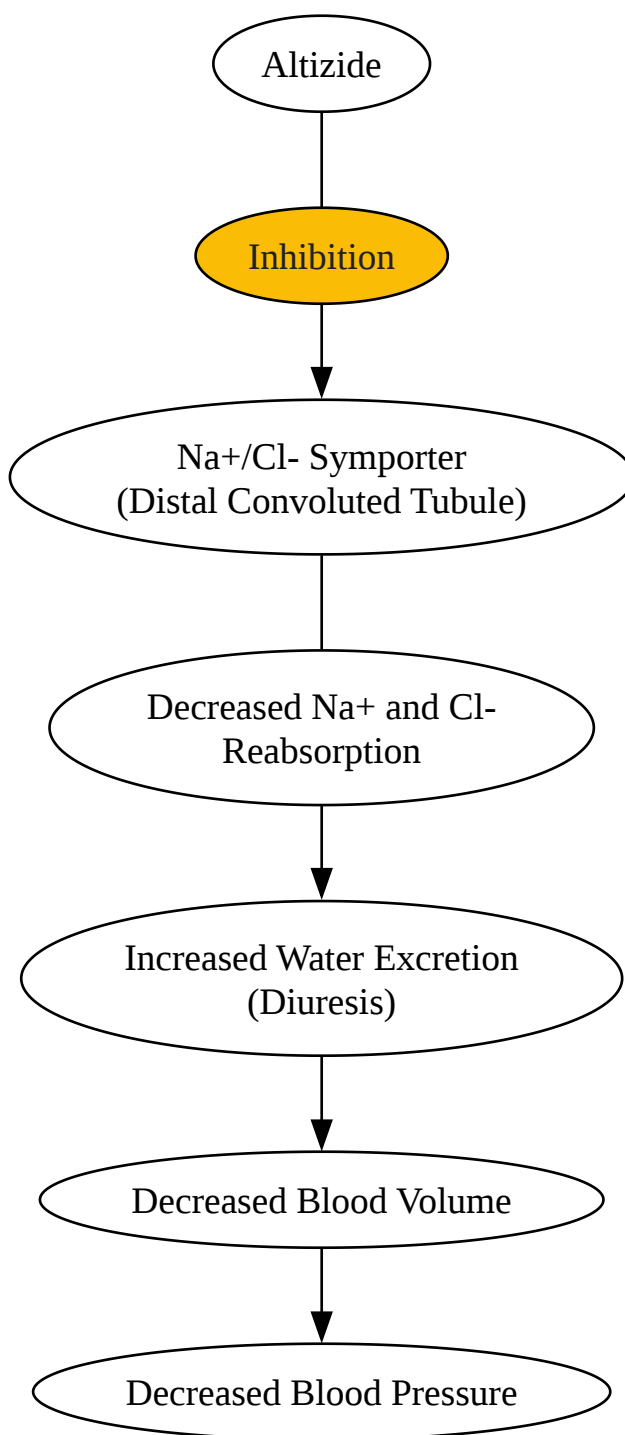 Altizide
Inhibition
Na+/Cl- Symporter
(Distal Convoluted Tubule)
Decreased Na+ and Cl-
Reabsorption
Increased Water Excretion
(Diuresis)
Decreased Blood Volume
Decreased Blood Pressure